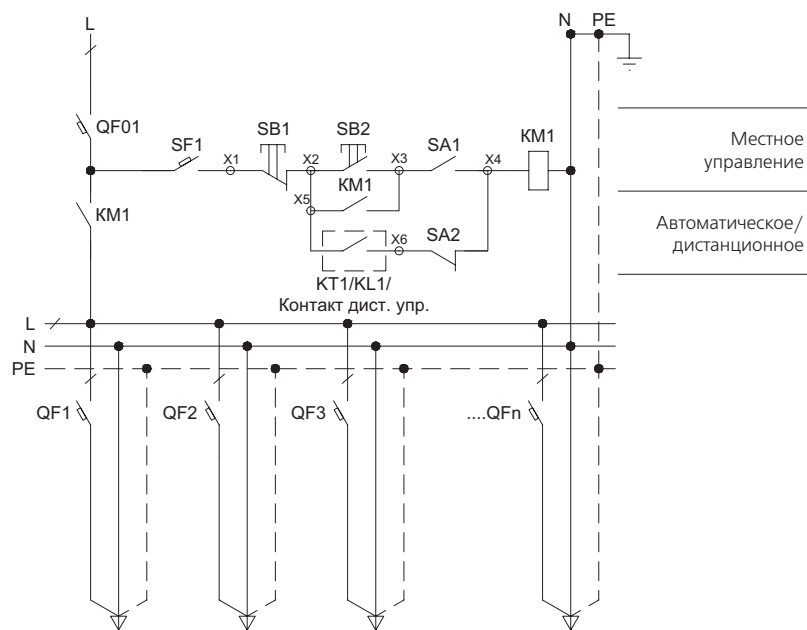 L
N PE
QF01
SF1
X1
SB1
X2
SB2
X3
SA1
X4
KM1
Местное
управление
KM1
X5
KM1
X6
SA2
Автоматическое/
дистанционное
KT1/KL1/
Контакт дист. упр.
L
N
PE
QF1
QF2
QF3
....QFn